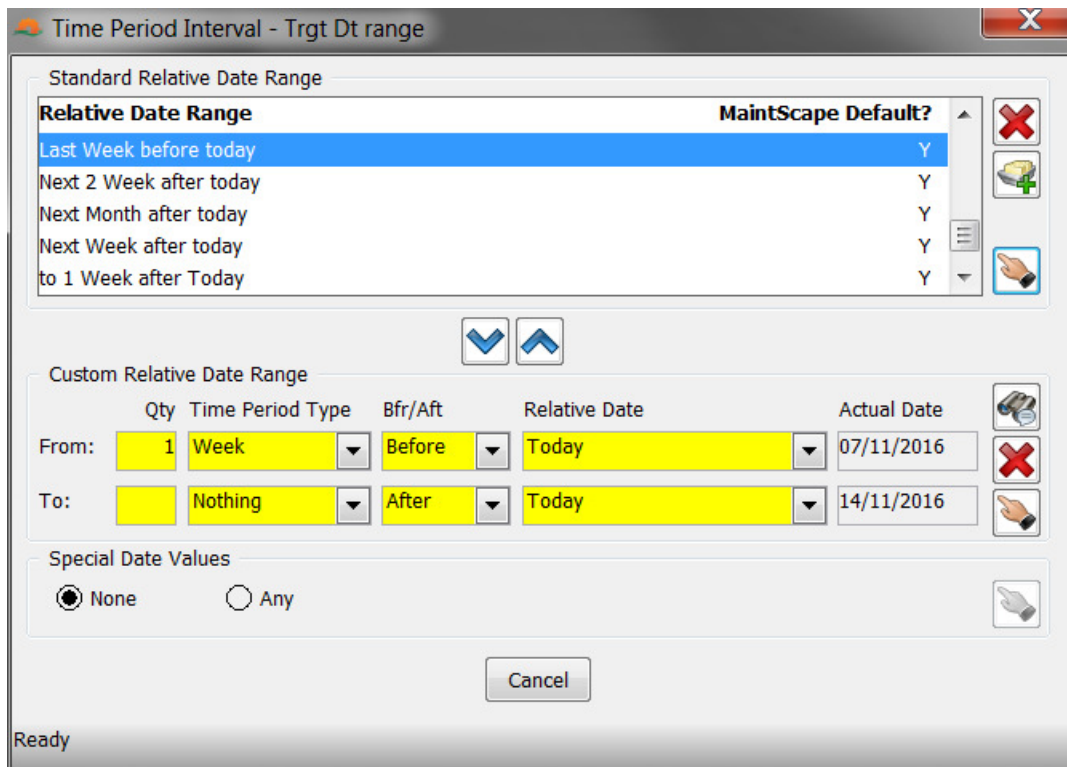 Time Period Interval - Trgt Dt range
X
Standard Relative Date Range
Relative Date Range MaintScape Default?
Last Week before today Y
Next 2 Week after today Y
Next Month after today Y
Next Week after today Y
to 1 Week after Today Y
Custom Relative Date Range
Qty Time Period Type Bfr/Aft Relative Date Actual Date
From: 1 Week Before Today 07/11/2016
To: Nothing After Today 14/11/2016
Special Date Values
None Any
Cancel
Ready